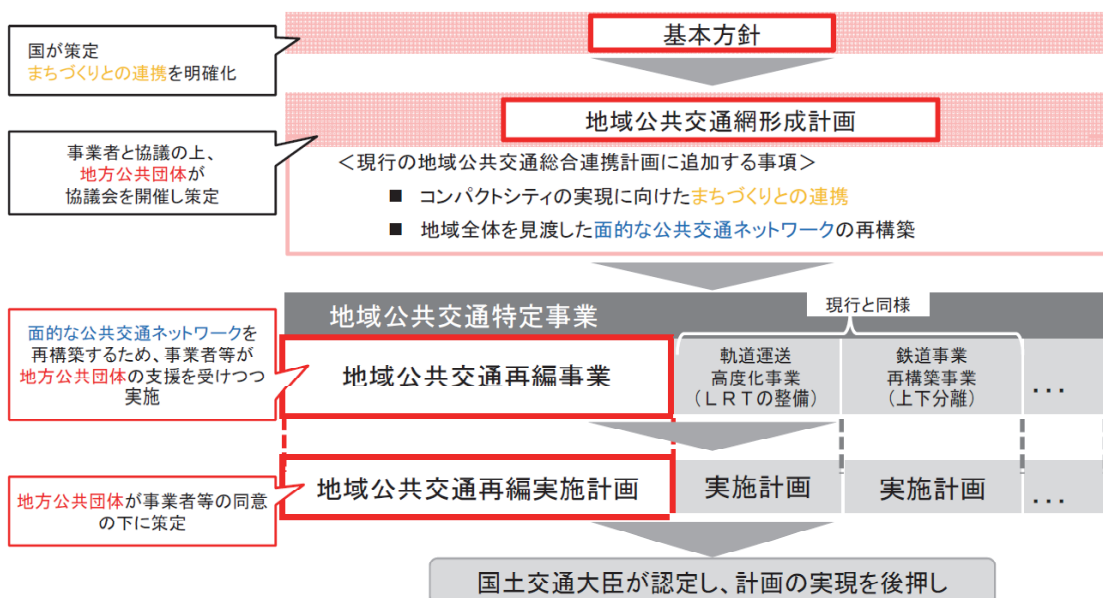 基本方針
国が策定
まちづくりとの連携を明確化
地域公共交通網形成計画
事業者と協議の上、
地方公共団体が
協議会を開催し策定
＜現行の地域公共交通総合連携計画に追加する事項＞
■ コンパクトシティの実現に向けたまちづくりとの連携
■ 地域全体を見渡した面的な公共交通ネットワークの再構築
地域公共交通特定事業
現行と同様
面的な公共交通ネットワークを
再構築するため、事業者等が
地方公共団体の支援を受けつつ
実施
地域公共交通再編事業
軌道運送
高度化事業
（ＬＲＴの整備）
鉄道事業
再構築事業
（上下分離）
…
地方公共団体が事業者等の同意
の下に策定
地域公共交通再編実施計画
実施計画
実施計画
…
国土交通大臣が認定し、計画の実現を後押し